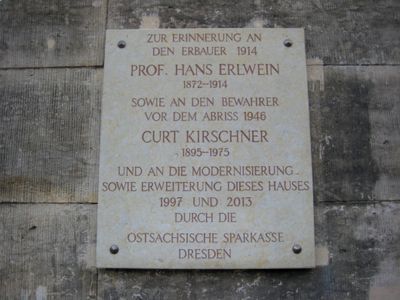 ZUR ERINNERUNG AN
DEN ERBAUER 1914
PROF. HANS ERLWEIN
1872–1914
SOWIE AN DEN BEWAHRER
VOR DEM ABRISS 1946
CURT KIRSCHNER
1895–1975
UND AN DIE MODERNISIERUNG
SOWIE ERWEITERUNG DIESES HAUSES
1997 UND 2013
DURCH DIE
OSTSÄCHSISCHE SPARKASSE
DRESDEN